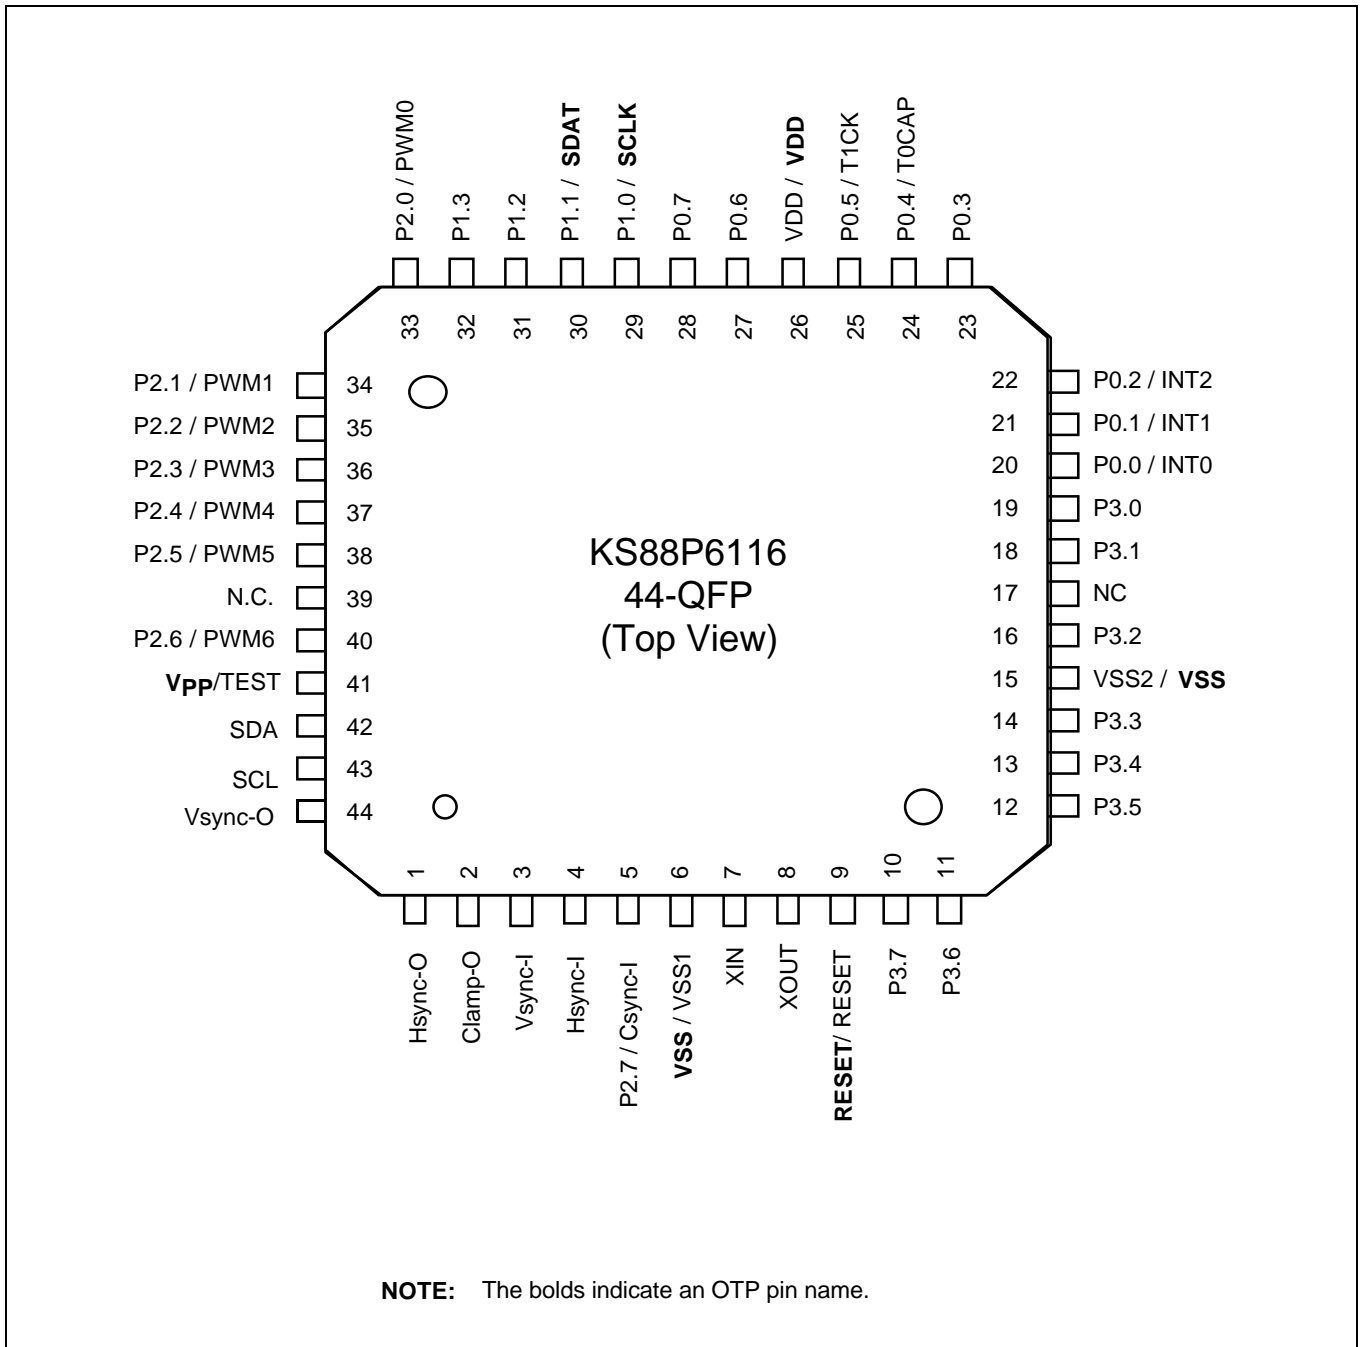 P2.0 / PWM0
P1.3
P1.2
P1.1 / SDAT
P1.0 / SCLK
P0.7
P0.6
VDD / VDD
P0.5 / T1CK
P0.4 / T0CAP
P0.3
33
32
31
30
29
28
27
26
25
24
23
P2.1 / PWM1 34
P2.2 / PWM2 35
P2.3 / PWM3 36
P2.4 / PWM4 37
P2.5 / PWM5 38
N.C. 39
P2.6 / PWM6 40
VPP/TEST 41
SDA 42
SCL 43
Vsync-O 44
KS88P6116
44-QFP
(Top View)
22 P0.2 / INT2
21 P0.1 / INT1
20 P0.0 / INT0
19 P3.0
18 P3.1
17 NC
16 P3.2
15 VSS2 / VSS
14 P3.3
13 P3.4
12 P3.5
1
2
3
4
5
6
7
8
9
10
11
Hsync-O
Clamp-O
Vsync-I
Hsync-I
P2.7 / Csync-I
VSS / VSS1
XIN
XOUT
RESET/ RESET
P3.7
P3.6
NOTE: The bolds indicate an OTP pin name.